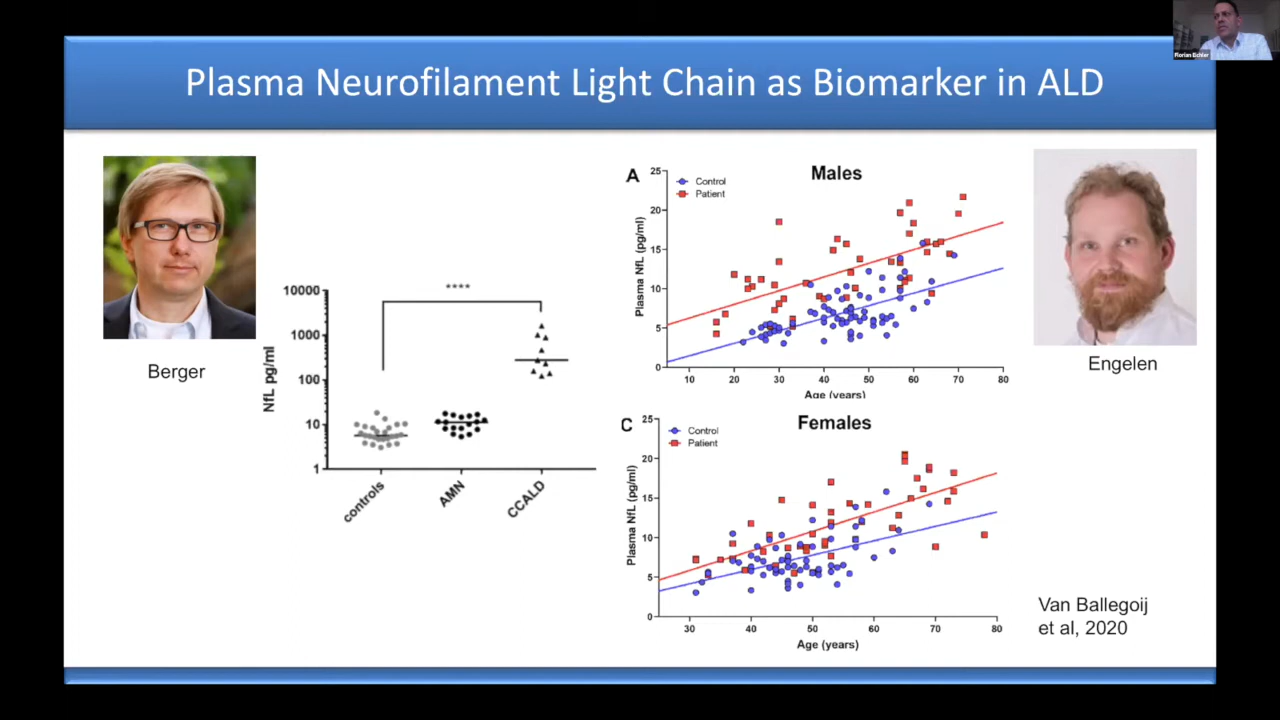 Florian Eichler
Plasma Neurofilament Light Chain as Biomarker in ALD
Berger
****
10000
1000
100
10
1
NfL pg/ml
controls
AMN
CCALD
A
Males
Control
Patient
25
20
15
10
5
0
Plasma NfL (pg/ml)
10 20 30 40 50 60 70 80
Age (years)
C
Females
Control
Patient
25
20
15
10
5
0
Plasma NfL (pg/ml)
30 40 50 60 70 80
Age (years)
Engelen
Van Ballegoij
et al, 2020